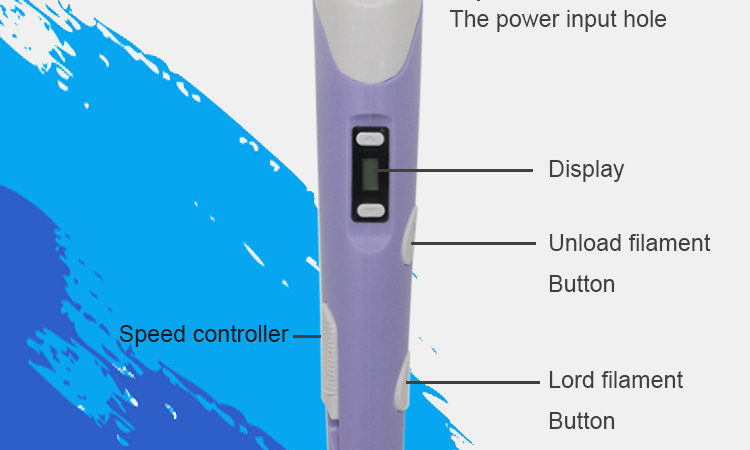 The power input hole
Display
Unload filament
Button
Speed controller
Lord filament
Button